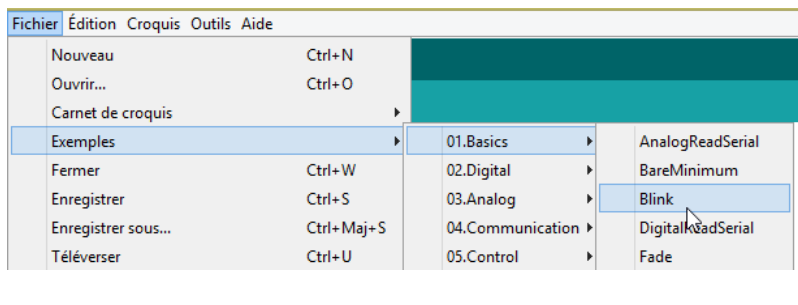 Fichier Édition Croquis Outils Aide
Nouveau Ctrl+N
Ouvrir... Ctrl+O
Carnet de croquis
Exemples
Fermer Ctrl+W
Enregistrer Ctrl+S
Enregistrer sous... Ctrl+Maj+S
Téléverser Ctrl+U
01.Basics
02.Digital
03.Analog
04.Communication
05.Control
AnalogReadSerial
BareMinimum
Blink
DigitalReadSerial
Fade